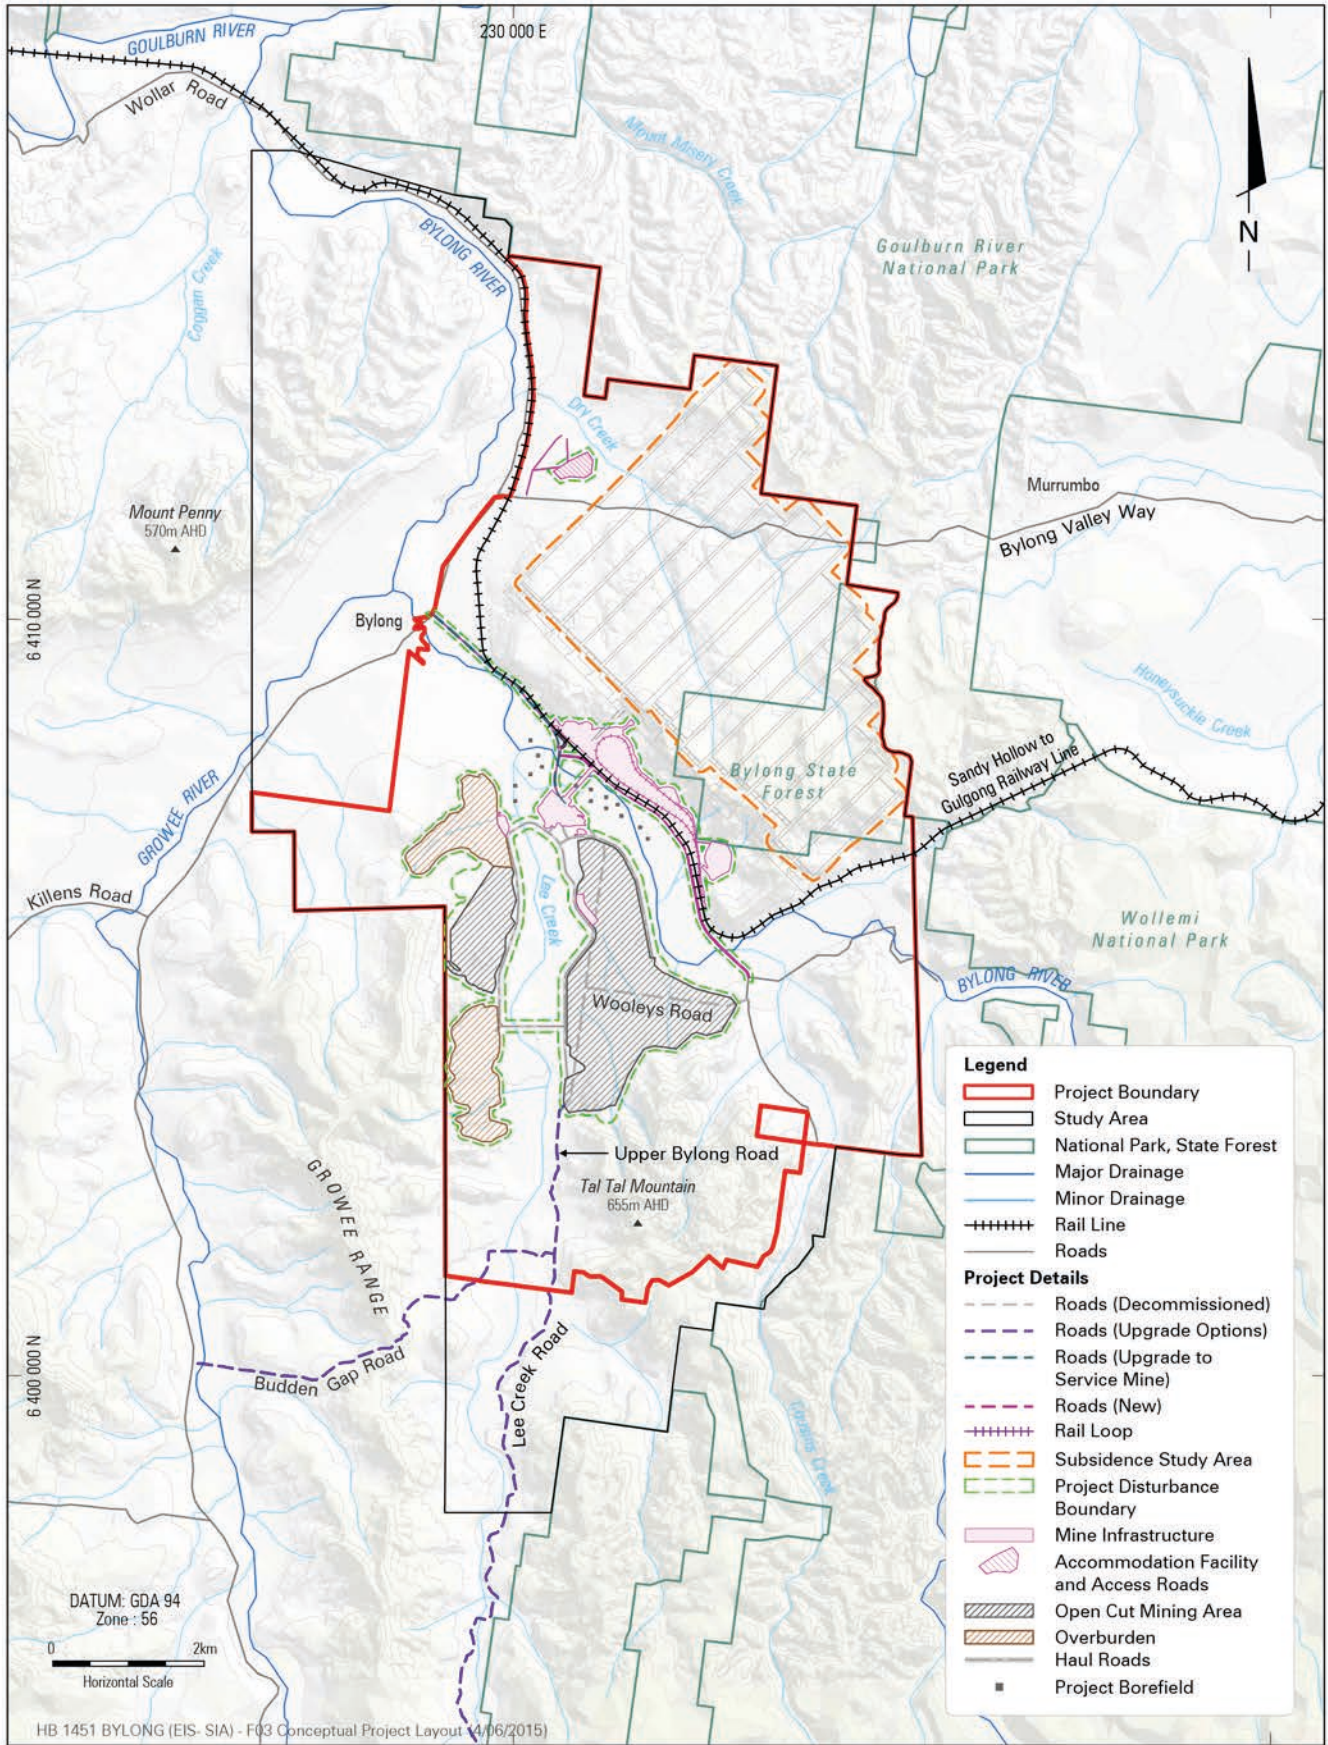 230 000 E
GOULBURN RIVER
Wollar Road
Mount Misery Creek
N
Goulburn River
National Park
BYLONG RIVER
Coggan Creek
Dry Creek
Mount Penny
570m AHD
Murrumbo
Bylong Valley Way
6 410 000 N
Bylong
Honeysuckle Creek
Sandy Hollow to
Gulgong Railway Line
Bylong State
Forest
GROWEE RIVER
Killens Road
Lee Creek
Wollemi
National Park
BYLONG RIVER
Wooleys Road
Upper Bylong Road
Tal Tal Mountain
655m AHD
GROWEE RANGE
6 400 000 N
Budden Gap Road
Lee Creek Road
Cousins Creek
Legend
Project Boundary
Study Area
National Park, State Forest
Major Drainage
Minor Drainage
Rail Line
Roads
Project Details
Roads (Decommissioned)
Roads (Upgrade Options)
Roads (Upgrade to
Service Mine)
Roads (New)
Rail Loop
Subsidence Study Area
Project Disturbance
Boundary
Mine Infrastructure
Accommodation Facility
and Access Roads
Open Cut Mining Area
Overburden
Haul Roads
Project Borefield
DATUM: GDA 94
Zone : 56
0 2km
Horizontal Scale
HB 1451 BYLONG (EIS- SIA) - F03 Conceptual Project Layout (4/06/2015)